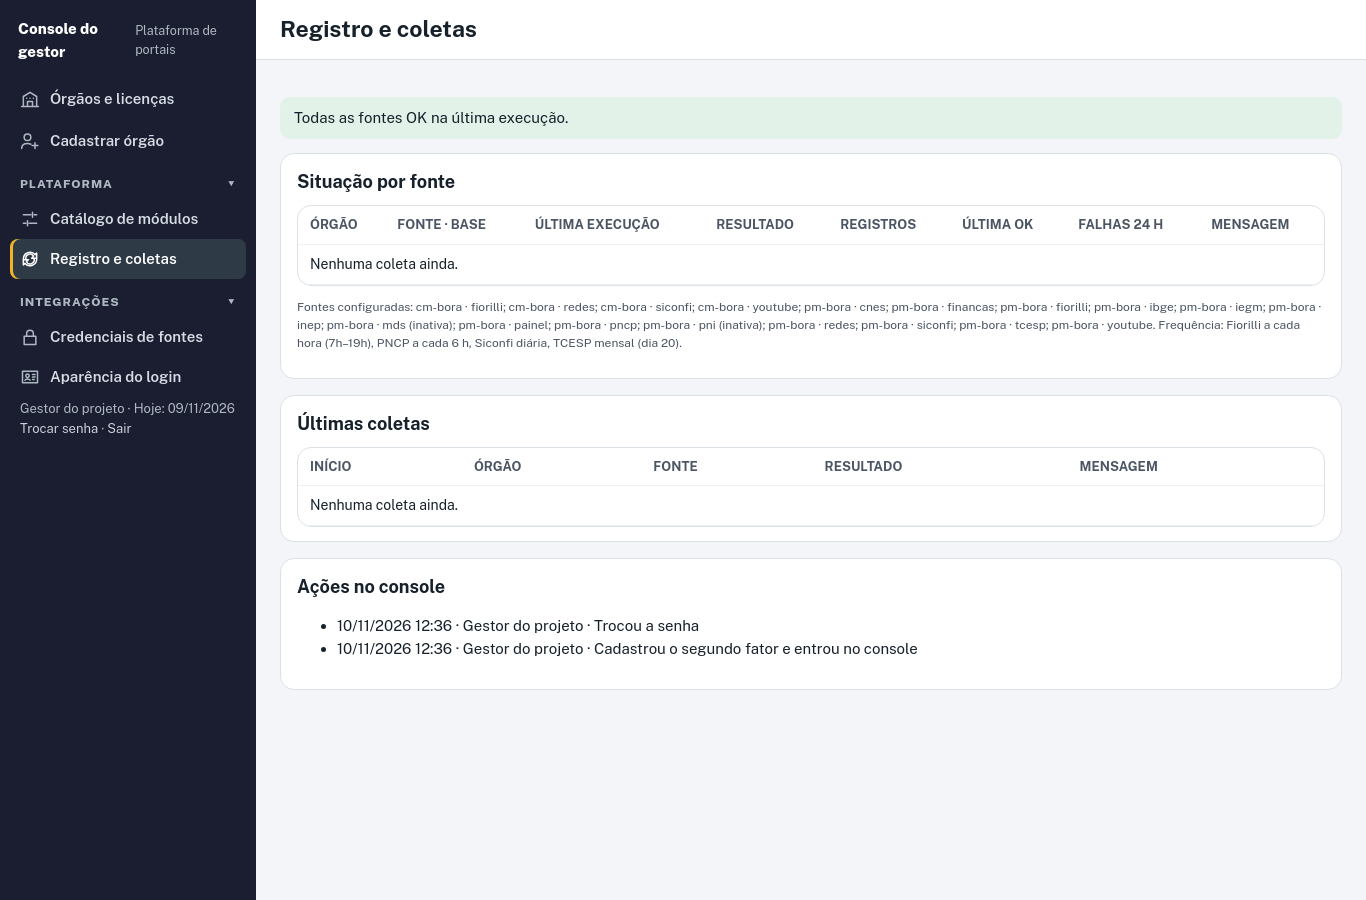 Console do gestor
Plataforma de portais
Órgãos e licenças
Cadastrar órgão
PLATAFORMA ▼
Catálogo de módulos
Registro e coletas
INTEGRAÇÕES ▼
Credenciais de fontes
Aparência do login
Gestor do projeto · Hoje: 09/11/2026
Trocar senha · Sair
Registro e coletas
Todas as fontes OK na última execução.
Situação por fonte
ÓRGÃO FONTE · BASE ÚLTIMA EXECUÇÃO RESULTADO REGISTROS ÚLTIMA OK FALHAS 24 H MENSAGEM
Nenhuma coleta ainda.
Fontes configuradas: cm-bora · fiorilli; cm-bora · redes; cm-bora · siconfi; cm-bora · youtube; pm-bora · cnes; pm-bora · financas; pm-bora · fiorilli; pm-bora · ibge; pm-bora · iegm; pm-bora ·
inep; pm-bora · mds (inativa); pm-bora · painel; pm-bora · pncp; pm-bora · pni (inativa); pm-bora · redes; pm-bora · siconfi; pm-bora · tcesp; pm-bora · youtube. Frequência: Fiorilli a cada
hora (7h–19h), PNCP a cada 6 h, Siconfi diária, TCESP mensal (dia 20).
Últimas coletas
INÍCIO ÓRGÃO FONTE RESULTADO MENSAGEM
Nenhuma coleta ainda.
Ações no console
• 10/11/2026 12:36 · Gestor do projeto · Trocou a senha
• 10/11/2026 12:36 · Gestor do projeto · Cadastrou o segundo fator e entrou no console